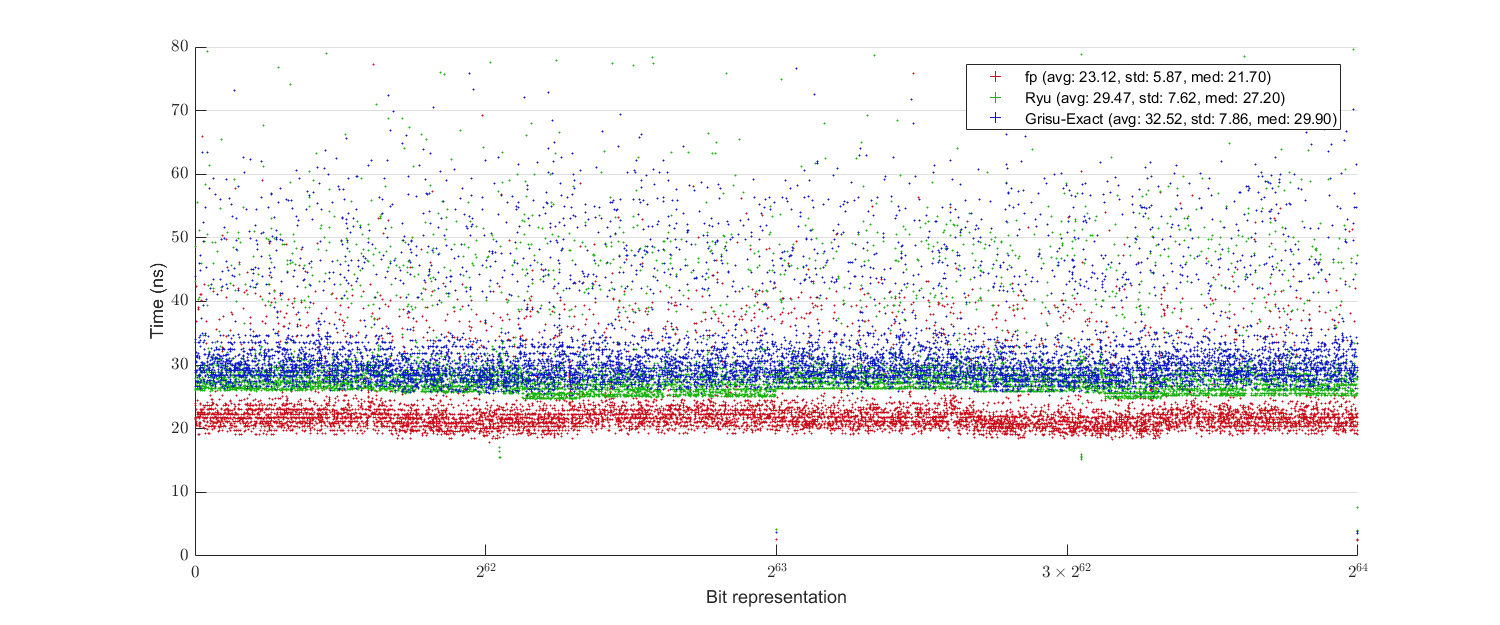 80
70
60
50
40
30
20
10
0
Time (ns)
fp (avg: 23.12, std: 5.87, med: 21.70)
Ryu (avg: 29.47, std: 7.62, med: 27.20)
Grisu-Exact (avg: 32.52, std: 7.86, med: 29.90)
0 2^62 2^63 3 × 2^62 2^64
Bit representation